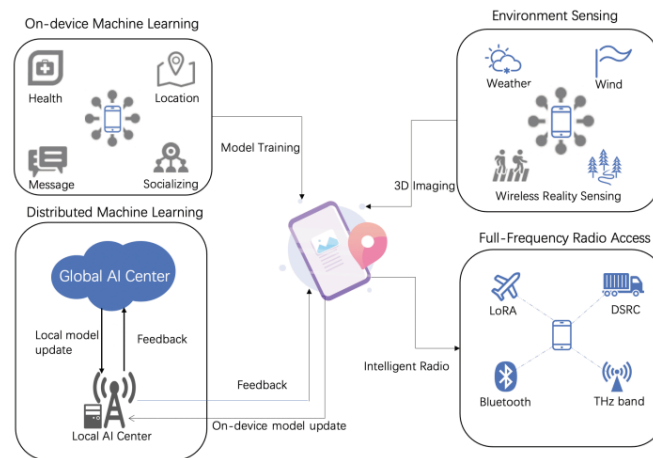 On-device Machine Learning
Health
Location
Message
Socializing
Model Training
Environment Sensing
Weather
Wind
Wireless Reality Sensing
3D Imaging
Distributed Machine Learning
Global AI Center
Local model
update
Feedback
Local AI Center
Feedback
On-device model update
Full-Frequency Radio Access
LoRA
DSRC
Bluetooth
THz band
Intelligent Radio